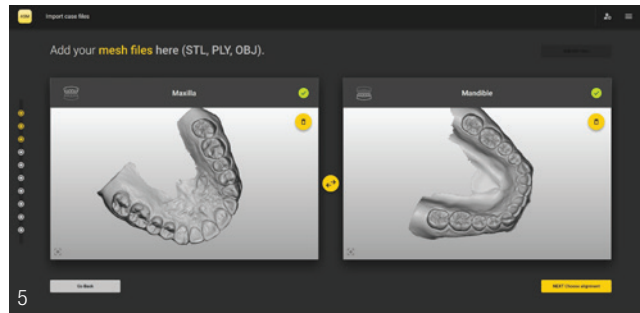 Import case files
Add your mesh files here (STL, PLY, OBJ).
Maxilla
Mandible
Go Back
NEXT Choose alignment
5